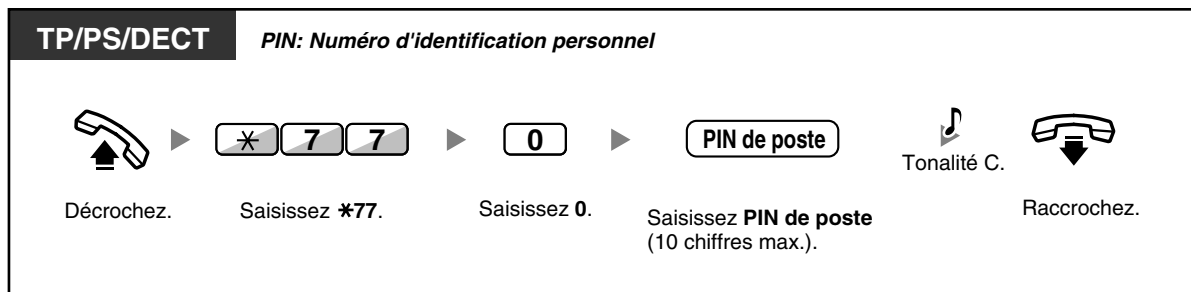 TP/PS/DECT
PIN: Numéro d'identification personnel
* 7 7
0
PIN de poste
Tonalité C.
Décrochez.
Saisissez *77.
Saisissez 0.
Saisissez PIN de poste
(10 chiffres max.).
Raccrochez.